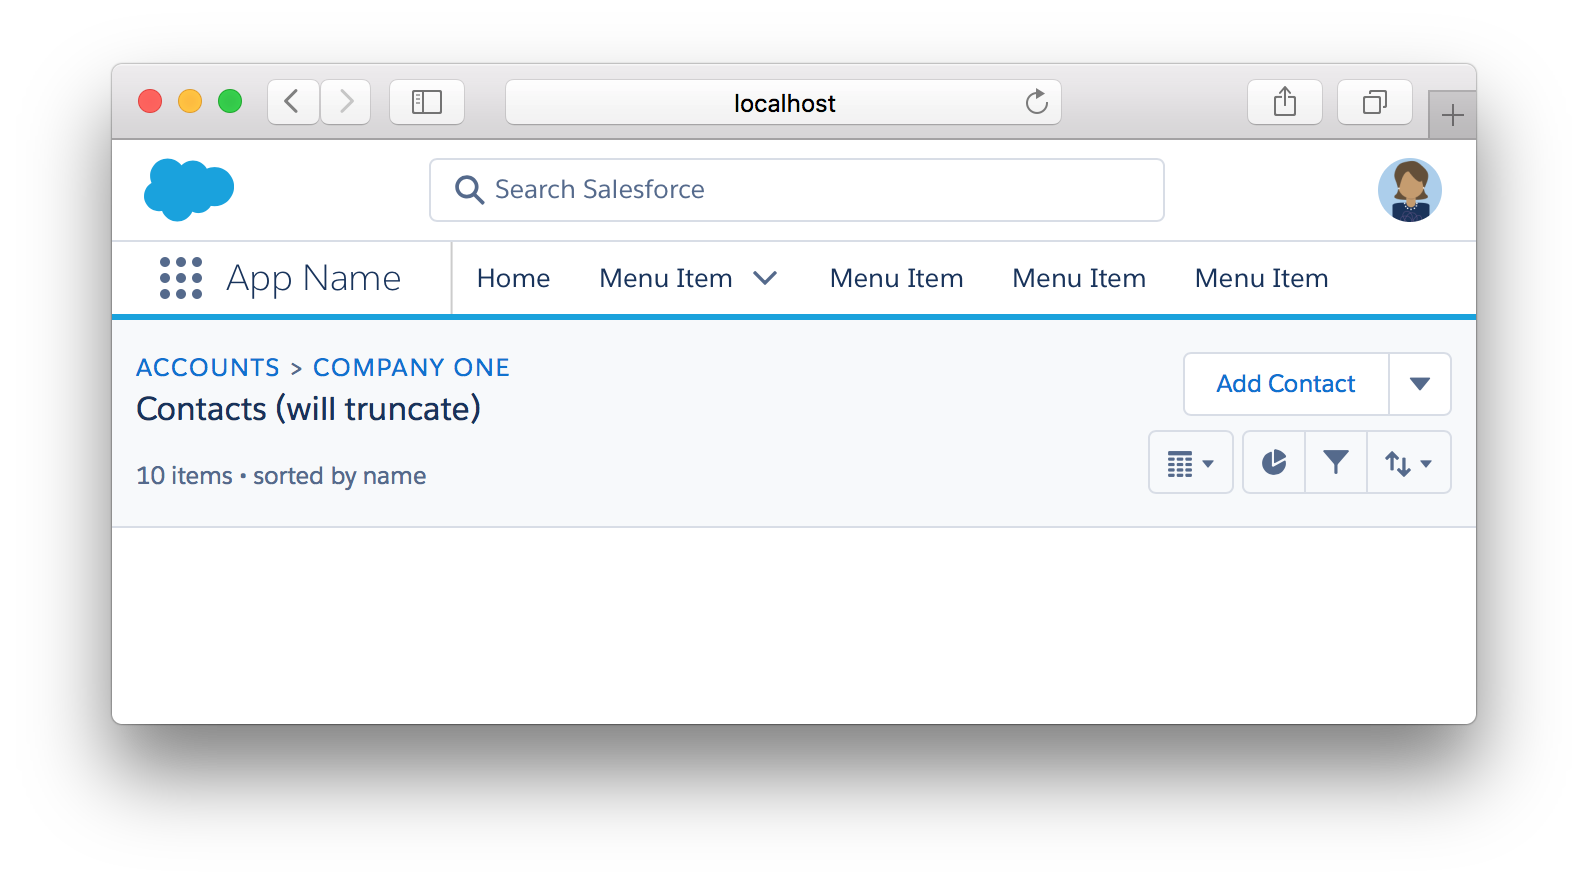 localhost
Search Salesforce
App Name Home Menu Item Menu Item Menu Item Menu Item
ACCOUNTS > COMPANY ONE
Contacts (will truncate)
Add Contact
10 items • sorted by name